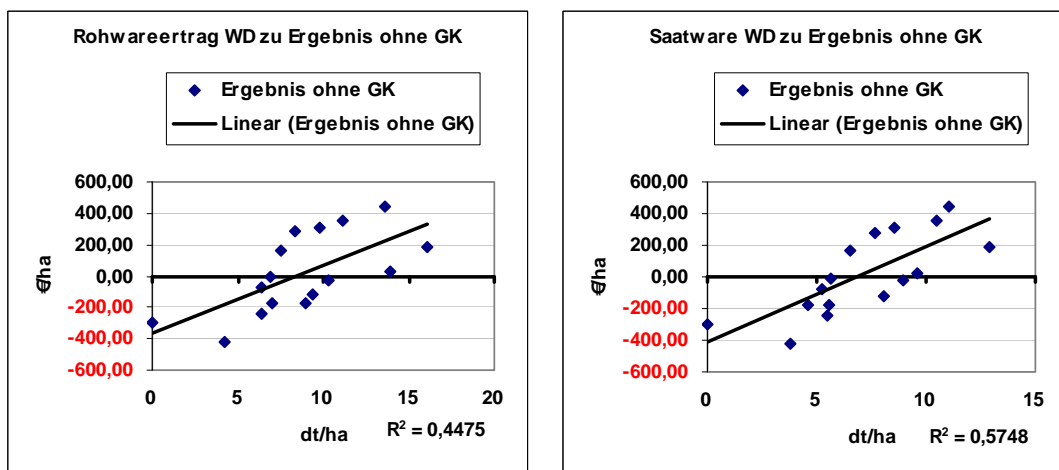 Rohwareertrag WD zu Ergebnis ohne GK
Ergebnis ohne GK
Linear (Ergebnis ohne GK)
600,00
400,00
200,00
0,00
-200,00
-400,00
-600,00
€/ha
0 5 10 15 20
dt/ha
R² = 0,4475
Saatware WD zu Ergebnis ohne GK
Ergebnis ohne GK
Linear (Ergebnis ohne GK)
600,00
400,00
200,00
0,00
-200,00
-400,00
-600,00
€/ha
0 5 10 15
dt/ha
R² = 0,5748